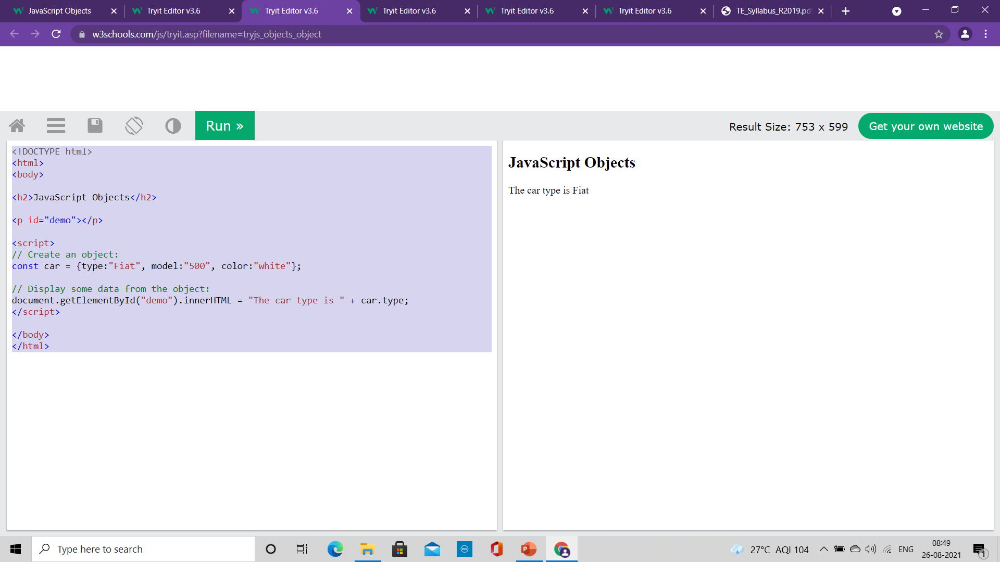 JavaScript Objects
Tryit Editor v3.6
Tryit Editor v3.6
Tryit Editor v3.6
Tryit Editor v3.6
Tryit Editor v3.6
TE_Syllabus_R2019.pd
w3schools.com/js/tryit.asp?filename=tryjs_objects_object
Run »
Result Size: 753 x 599
Get your own website
<!DOCTYPE html>
<html>
<body>
<h2>JavaScript Objects</h2>
<p id="demo"></p>
<script>
// Create an object:
const car = {type:"Fiat", model:"500", color:"white"};
// Display some data from the object:
document.getElementById("demo").innerHTML = "The car type is " + car.type;
</script>
</body>
</html>
JavaScript Objects
The car type is Fiat
Type here to search
27°C AQI 104
ENG
08:49
26-08-2021
1